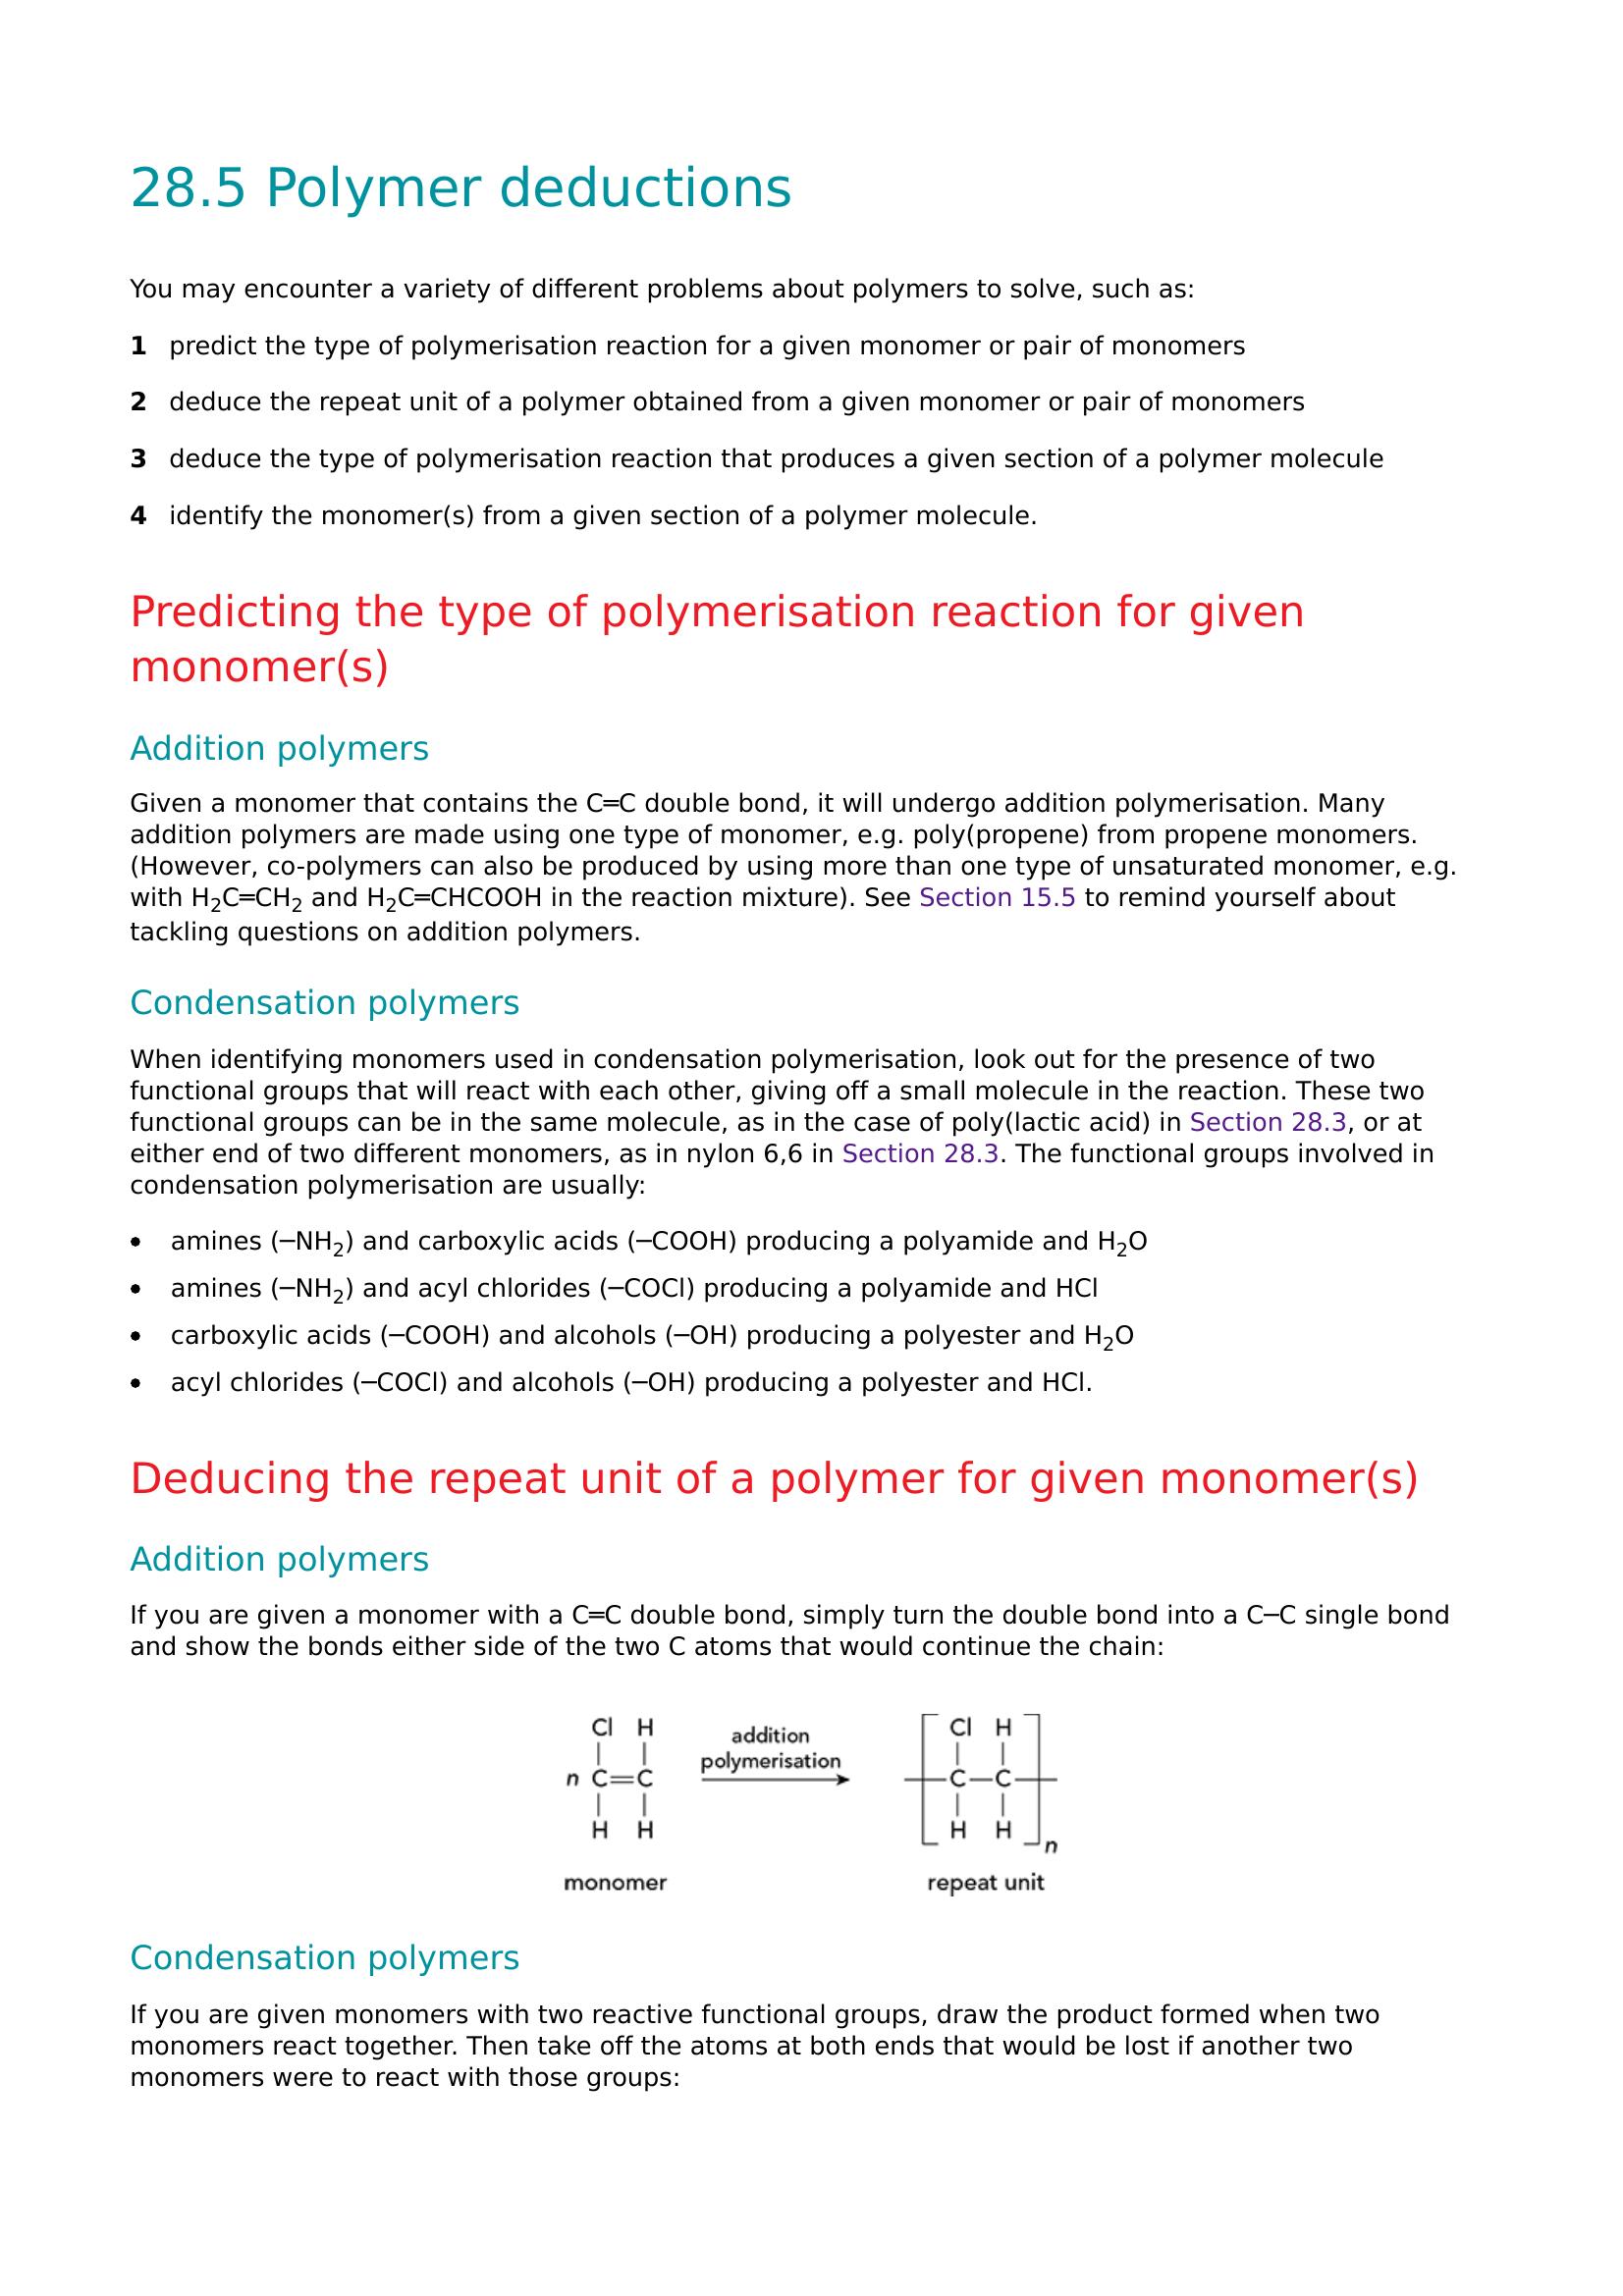 28.5 Polymer deductions
You may encounter a variety of different problems about polymers to solve, such as:
1 predict the type of polymerisation reaction for a given monomer or pair of monomers
2 deduce the repeat unit of a polymer obtained from a given monomer or pair of monomers
3 deduce the type of polymerisation reaction that produces a given section of a polymer molecule
4 identify the monomer(s) from a given section of a polymer molecule.
Predicting the type of polymerisation reaction for given
monomer(s)
Addition polymers
Given a monomer that contains the C═C double bond, it will undergo addition polymerisation. Many
addition polymers are made using one type of monomer, e.g. poly(propene) from propene monomers.
(However, co-polymers can also be produced by using more than one type of unsaturated monomer, e.g.
with H₂C═CH₂ and H₂C═CHCOOH in the reaction mixture). See Section 15.5 to remind yourself about
tackling questions on addition polymers.
Condensation polymers
When identifying monomers used in condensation polymerisation, look out for the presence of two
functional groups that will react with each other, giving off a small molecule in the reaction. These two
functional groups can be in the same molecule, as in the case of poly(lactic acid) in Section 28.3, or at
either end of two different monomers, as in nylon 6,6 in Section 28.3. The functional groups involved in
condensation polymerisation are usually:
• amines (─NH₂) and carboxylic acids (─COOH) producing a polyamide and H₂O
• amines (─NH₂) and acyl chlorides (─COCl) producing a polyamide and HCl
• carboxylic acids (─COOH) and alcohols (─OH) producing a polyester and H₂O
• acyl chlorides (─COCl) and alcohols (─OH) producing a polyester and HCl.
Deducing the repeat unit of a polymer for given monomer(s)
Addition polymers
If you are given a monomer with a C═C double bond, simply turn the double bond into a C─C single bond
and show the bonds either side of the two C atoms that would continue the chain:
Cl H
n C═C
H H
monomer
addition
polymerisation
Cl H
─C─C─
H H
n
repeat unit
Condensation polymers
If you are given monomers with two reactive functional groups, draw the product formed when two
monomers react together. Then take off the atoms at both ends that would be lost if another two
monomers were to react with those groups: